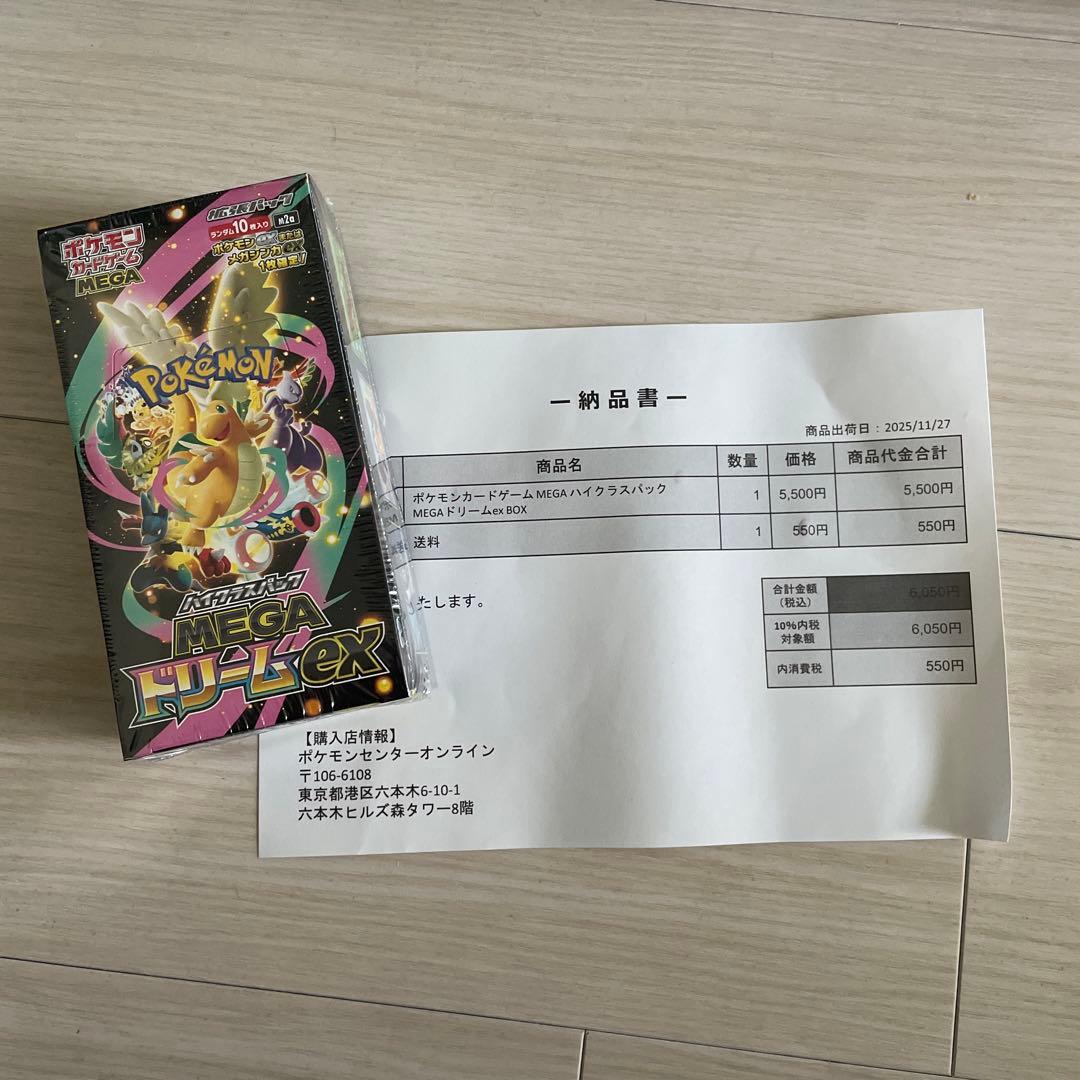 ポケモン
カードゲーム
MEGA
ハイクラスパック
ランダム10枚入り
M2a
ポケモンexまたは
メガシンカex
1枚確定!
POKÉMON
ハイクラスパック
MEGA
ドリームex
ー納品書ー
商品出荷日:2025/11/27
商品名 数量 価格 商品代金合計
ポケモンカードゲーム MEGA ハイクラスパック
MEGAドリームex BOX 1 5,500円 5,500円
送料 1 550円 550円
たします。
合計金額
(税込) 6,050円
10%内税
対象額 6,050円
内消費税 550円
【購入店情報】
ポケモンセンターオンライン
〒106-6108
東京都港区六本木6-10-1
六本木ヒルズ森タワー8階